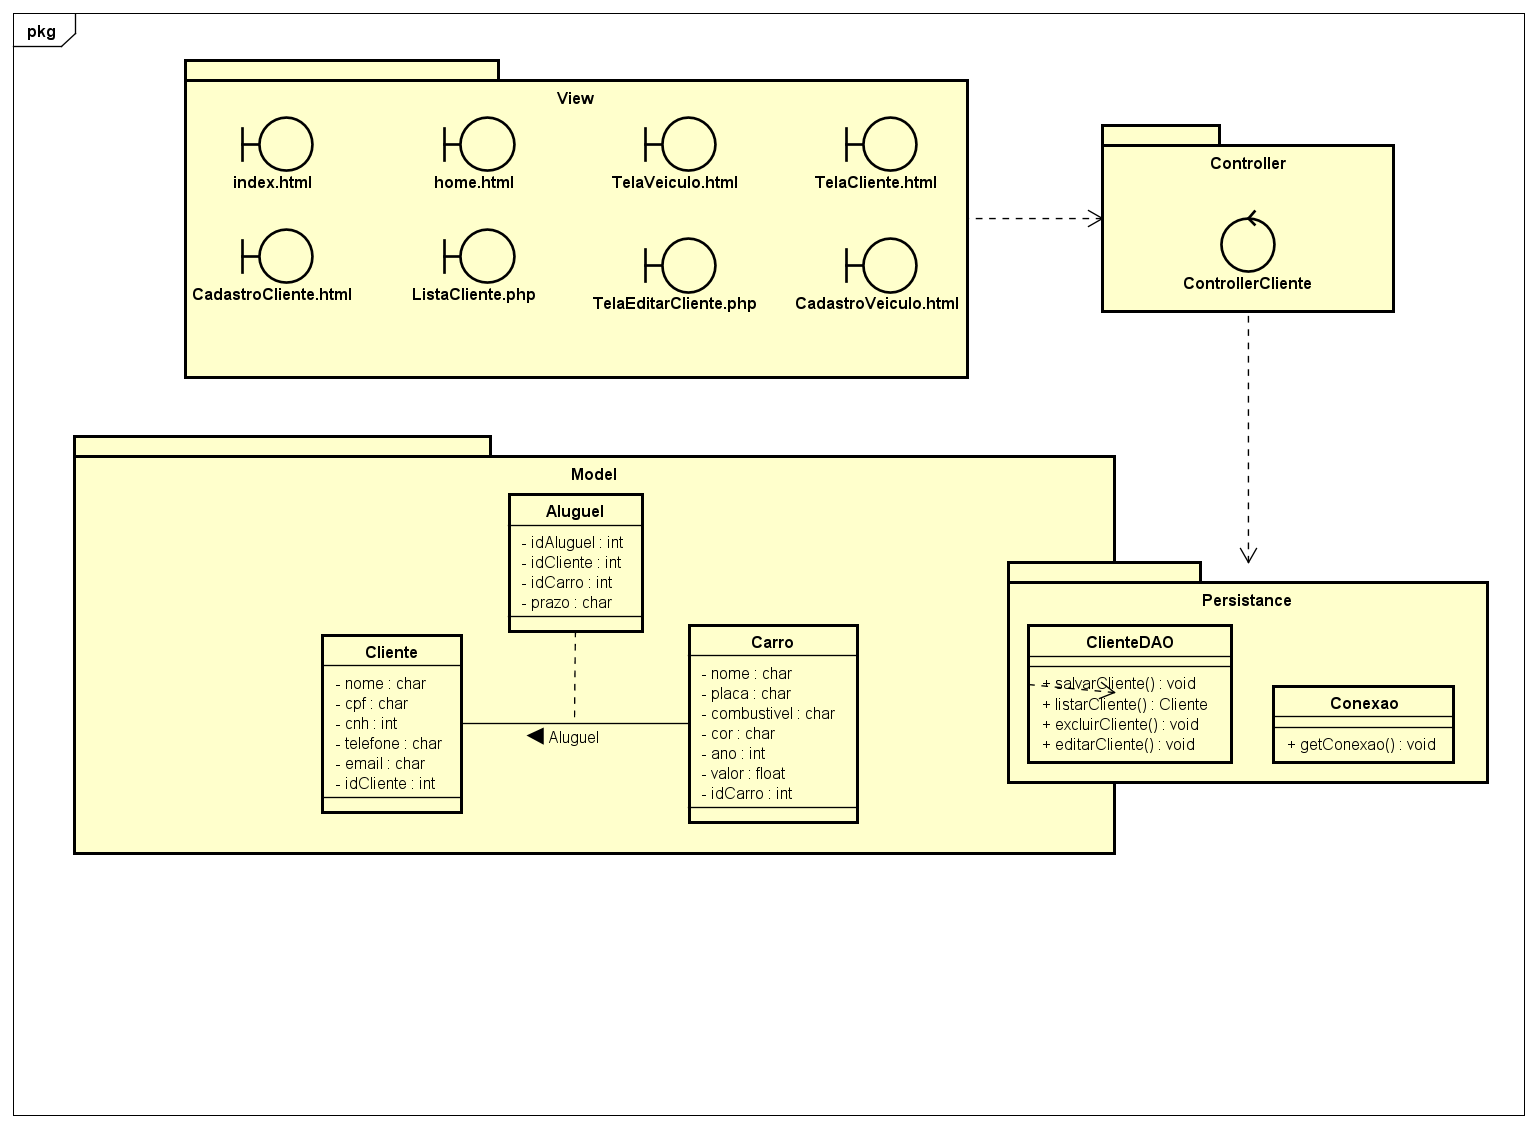 pkg
View
index.html
home.html
TelaVeiculo.html
TelaCliente.html
CadastroCliente.html
ListaCliente.php
TelaEditarCliente.php
CadastroVeiculo.html
Controller
ControllerCliente
Model
Aluguel
- idAluguel : int
- idCliente : int
- idCarro : int
- prazo : char
Cliente
- nome : char
- cpf : char
- cnh : int
- telefone : char
- email : char
- idCliente : int
Aluguel
Carro
- nome : char
- placa : char
- combustivel : char
- cor : char
- ano : int
- valor : float
- idCarro : int
Persistance
ClienteDAO
+ salvarCliente() : void
+ listarCliente() : Cliente
+ excluirCliente() : void
+ editarCliente() : void
Conexao
+ getConexao() : void